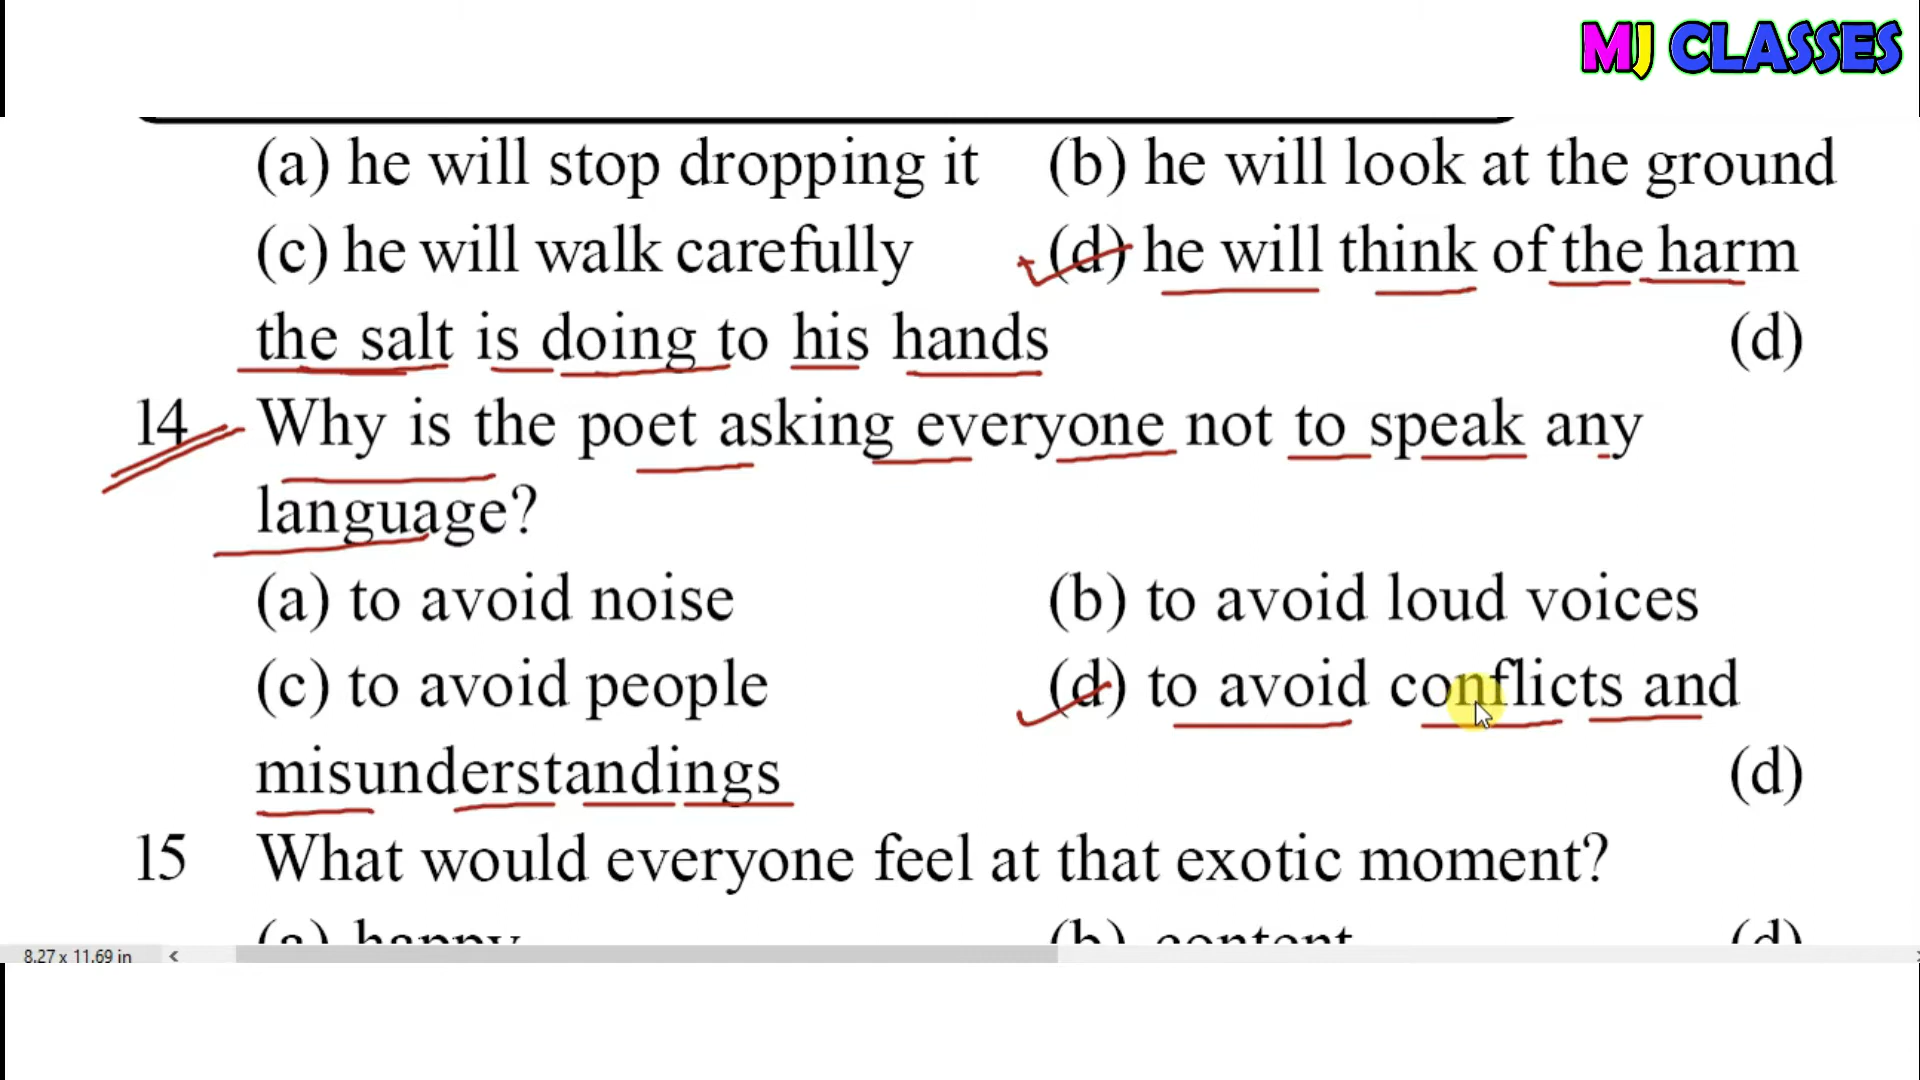 MJ CLASSES
(a) he will stop dropping it (b) he will look at the ground
(c) he will walk carefully (d) he will think of the harm
the salt is doing to his hands (d)
14 Why is the poet asking everyone not to speak any
language?
(a) to avoid noise (b) to avoid loud voices
(c) to avoid people (d) to avoid conflicts and
misunderstandings (d)
15 What would everyone feel at that exotic moment?
(a) happy (b) content (d)
8.27 x 11.69 in